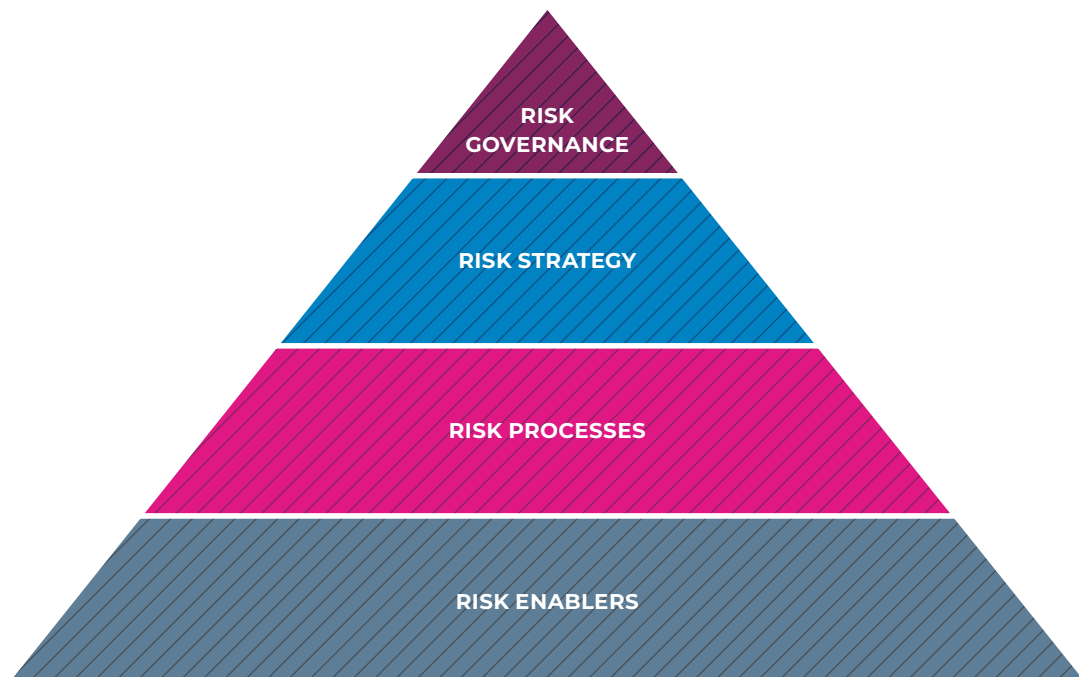 RISK
GOVERNANCE
RISK STRATEGY
RISK PROCESSES
RISK ENABLERS